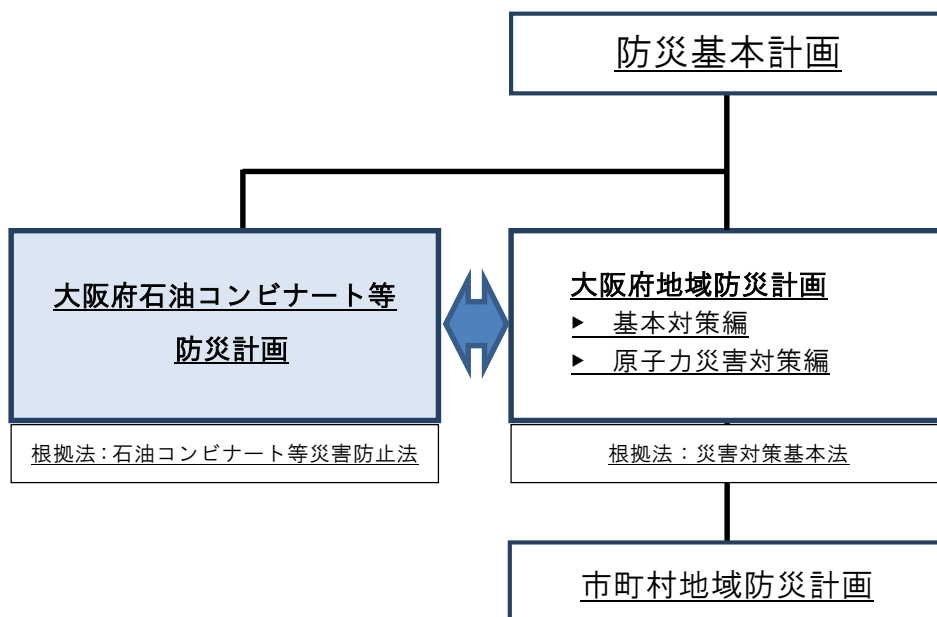 防災基本計画
大阪府石油コンビナート等
防災計画
根拠法：石油コンビナート等災害防止法
大阪府地域防災計画
▶ 基本対策編
▶ 原子力災害対策編
根拠法：災害対策基本法
市町村地域防災計画